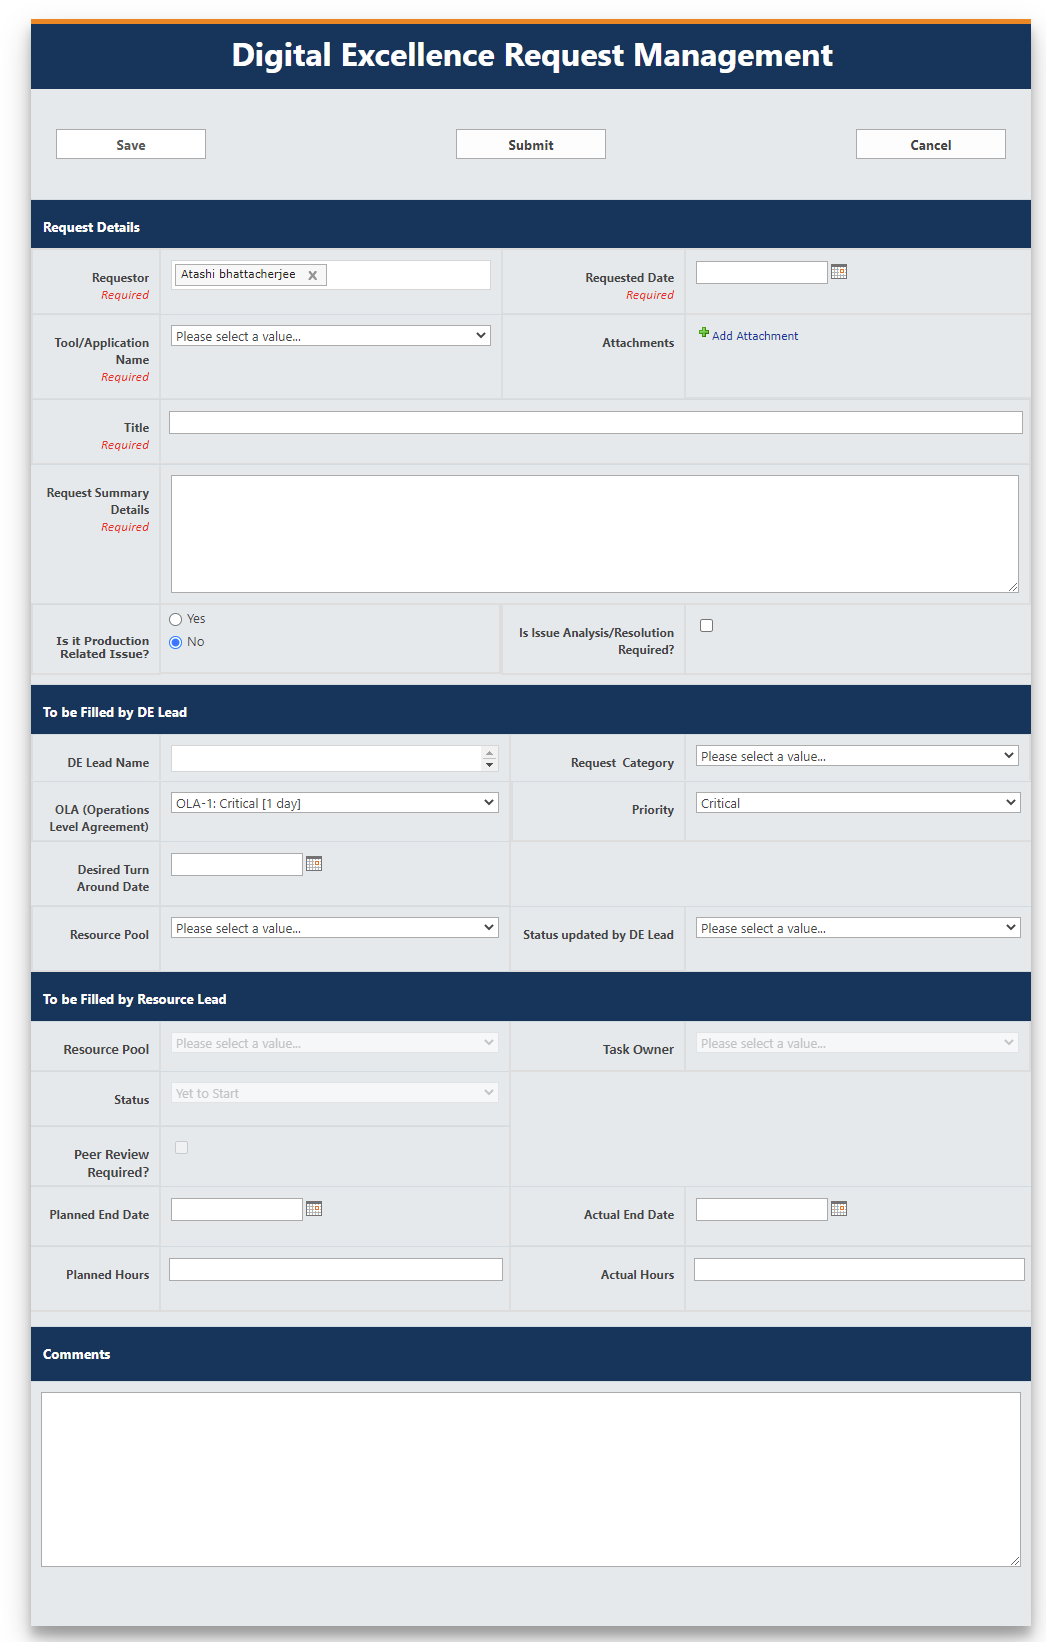 Digital Excellence Request Management
Save
Submit
Cancel
Request Details
Requestor
Required
Atashi bhattacherjee X
Requested Date
Required
Tool/Application
Name
Required
Please select a value...
Attachments
Add Attachment
Title
Required
Request Summary
Details
Required
Is it Production
Related Issue?
Yes
No
Is Issue Analysis/Resolution
Required?
To be Filled by DE Lead
DE Lead Name
Request Category
Please select a value...
OLA (Operations
Level Agreement)
OLA-1: Critical [1 day]
Priority
Critical
Desired Turn
Around Date
Resource Pool
Please select a value...
Status updated by DE Lead
Please select a value...
To be Filled by Resource Lead
Resource Pool
Please select a value...
Task Owner
Please select a value...
Status
Yet to Start
Peer Review
Required?
Planned End Date
Actual End Date
Planned Hours
Actual Hours
Comments